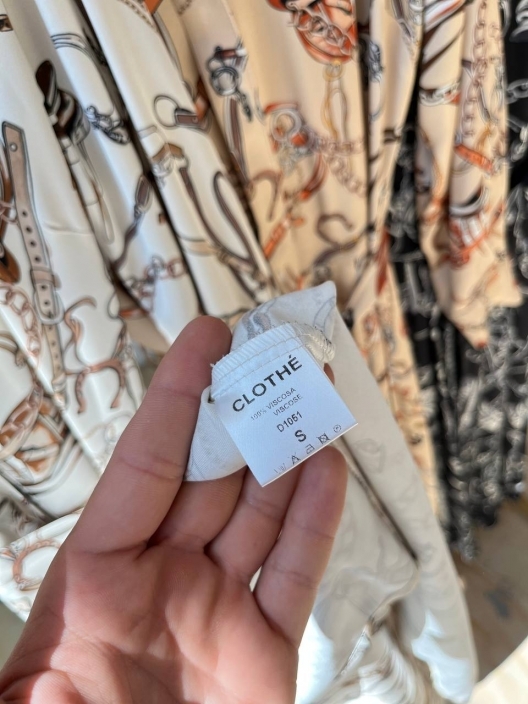 CLOTHÉ
100% VISCOSA
VISCOSE
D1061
S